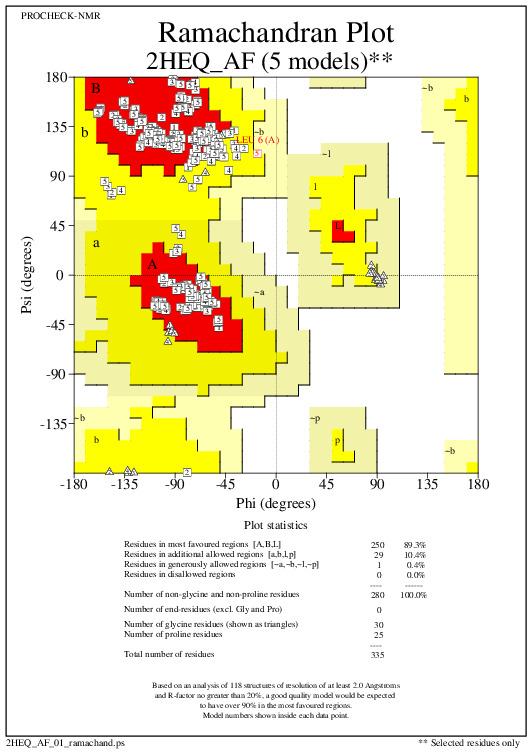 PROCHECK-NMR
Ramachandran Plot
2HEQ_AF (5 models)**
B
b
~b
b
~b
LEU 6 (A)
~l
l
L
a
A
~a
~b
b
~p
p
~b
180
135
90
45
0
-45
-90
-135
Psi (degrees)
-180 -135 -90 -45 0 45 90 135 180
Phi (degrees)
Plot statistics
Residues in most favoured regions [A,B,L] 250 89.3%
Residues in additional allowed regions [a,b,l,p] 29 10.4%
Residues in generously allowed regions [~a,~b,~l,~p] 1 0.4%
Residues in disallowed regions 0 0.0%
---- ------
Number of non-glycine and non-proline residues 280 100.0%
Number of end-residues (excl. Gly and Pro) 0
Number of glycine residues (shown as triangles) 30
Number of proline residues 25
----
Total number of residues 335
Based on an analysis of 118 structures of resolution of at least 2.0 Angstroms
and R-factor no greater than 20%, a good quality model would be expected
to have over 90% in the most favoured regions.
Model numbers shown inside each data point.
2HEQ_AF_01_ramachand.ps
** Selected residues only